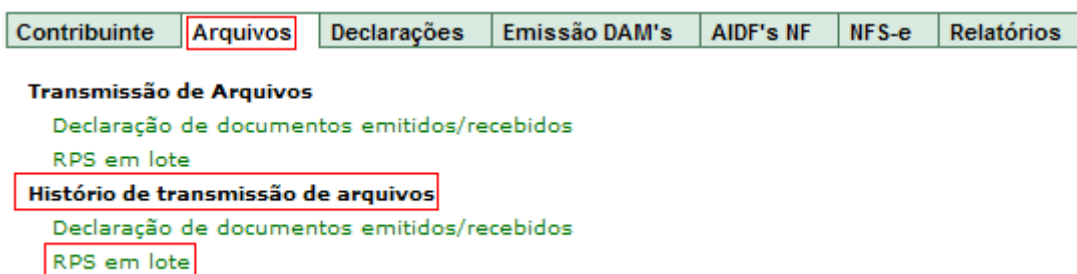 Contribuinte Arquivos Declarações Emissão DAM's AIDF's NF NFS-e Relatórios
Transmissão de Arquivos
Declaração de documentos emitidos/recebidos
RPS em lote
Histório de transmissão de arquivos
Declaração de documentos emitidos/recebidos
RPS em lote